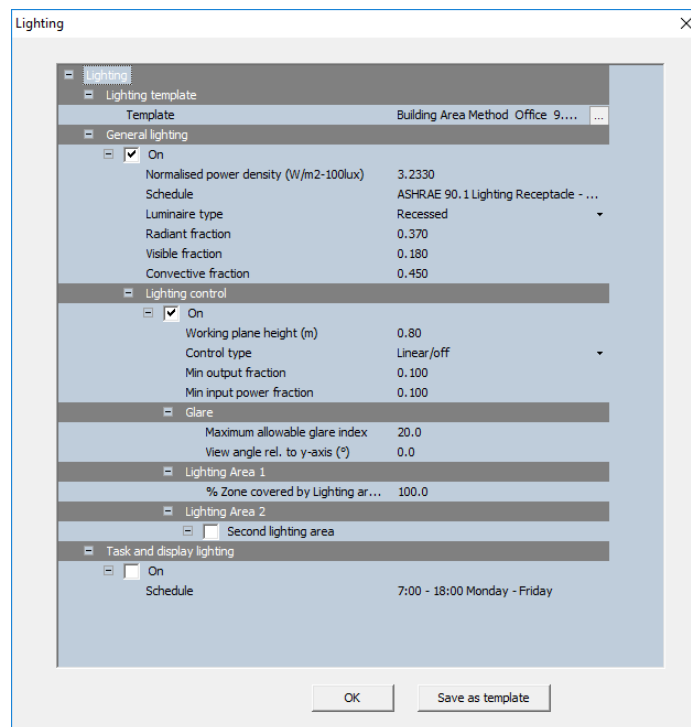 Lighting
Lighting
Lighting template
Template Building Area Method Office 9.... ...
General lighting
On
Normalised power density (W/m2-100lux) 3.2330
Schedule ASHRAE 90.1 Lighting Receptacle - ...
Luminaire type Recessed
Radiant fraction 0.370
Visible fraction 0.180
Convective fraction 0.450
Lighting control
On
Working plane height (m) 0.80
Control type Linear/off
Min output fraction 0.100
Min input power fraction 0.100
Glare
Maximum allowable glare index 20.0
View angle rel. to y-axis (º) 0.0
Lighting Area 1
% Zone covered by Lighting ar... 100.0
Lighting Area 2
Second lighting area
Task and display lighting
On
Schedule 7:00 - 18:00 Monday - Friday
OK Save as template